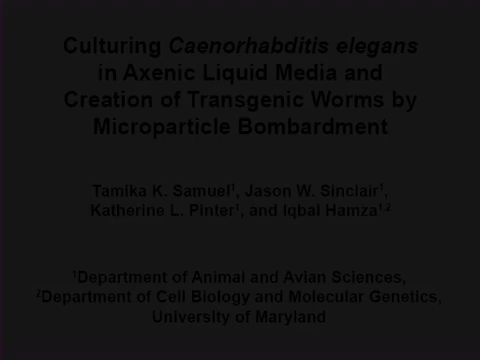 Culturing Caenorhabditis elegans
in Axenic Liquid Media and
Creation of Transgenic Worms by
Microparticle Bombardment
Tamika K. Samuel¹, Jason W. Sinclair¹,
Katherine L. Pinter¹, and Iqbal Hamza¹,²
¹Department of Animal and Avian Sciences,
²Department of Cell Biology and Molecular Genetics,
University of Maryland